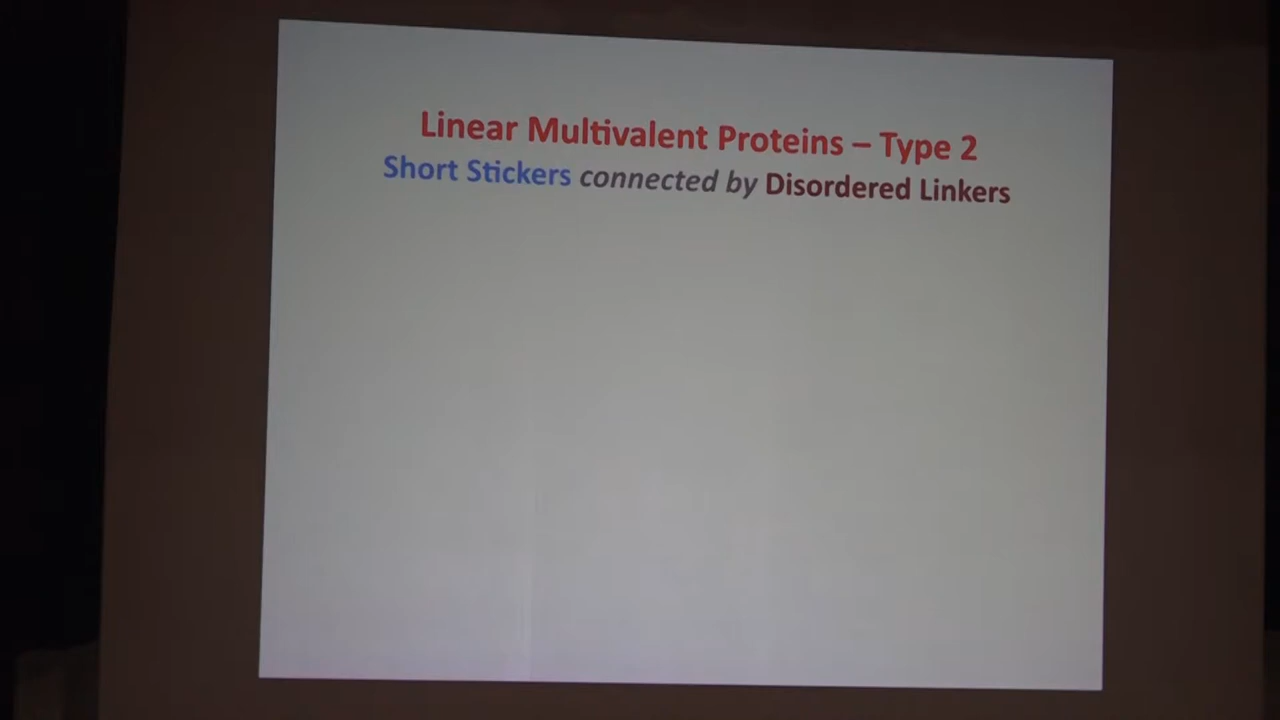 Linear Multivalent Proteins – Type 2
Short Stickers connected by Disordered Linkers